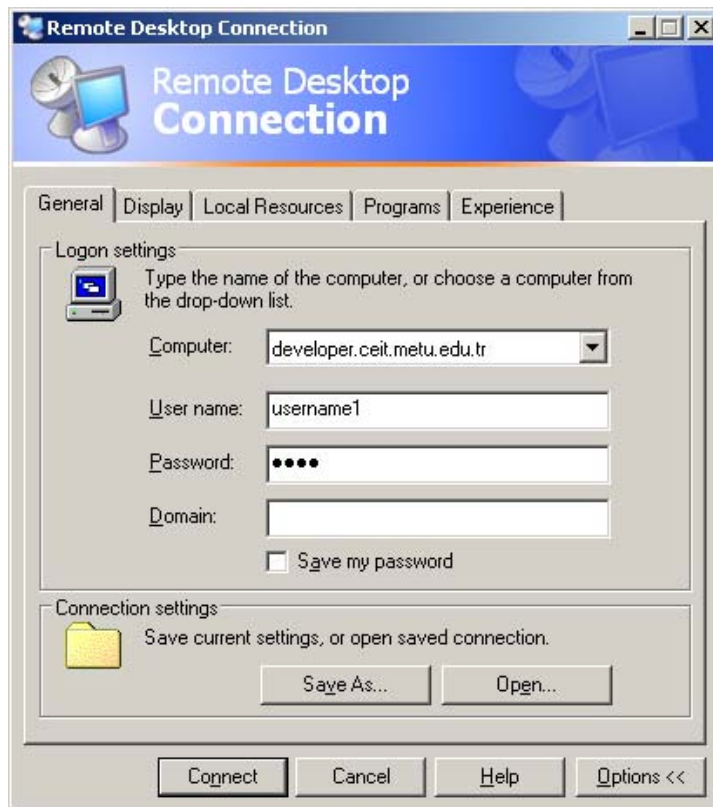 Remote Desktop Connection
Remote Desktop
Connection
General Display Local Resources Programs Experience
Logon settings
Type the name of the computer, or choose a computer from
the drop-down list.
Computer: developer.ceit.metu.edu.tr
User name: username1
Password: ●●●●
Domain:
Save my password
Connection settings
Save current settings, or open saved connection.
Save As... Open...
Connect Cancel Help Options <<